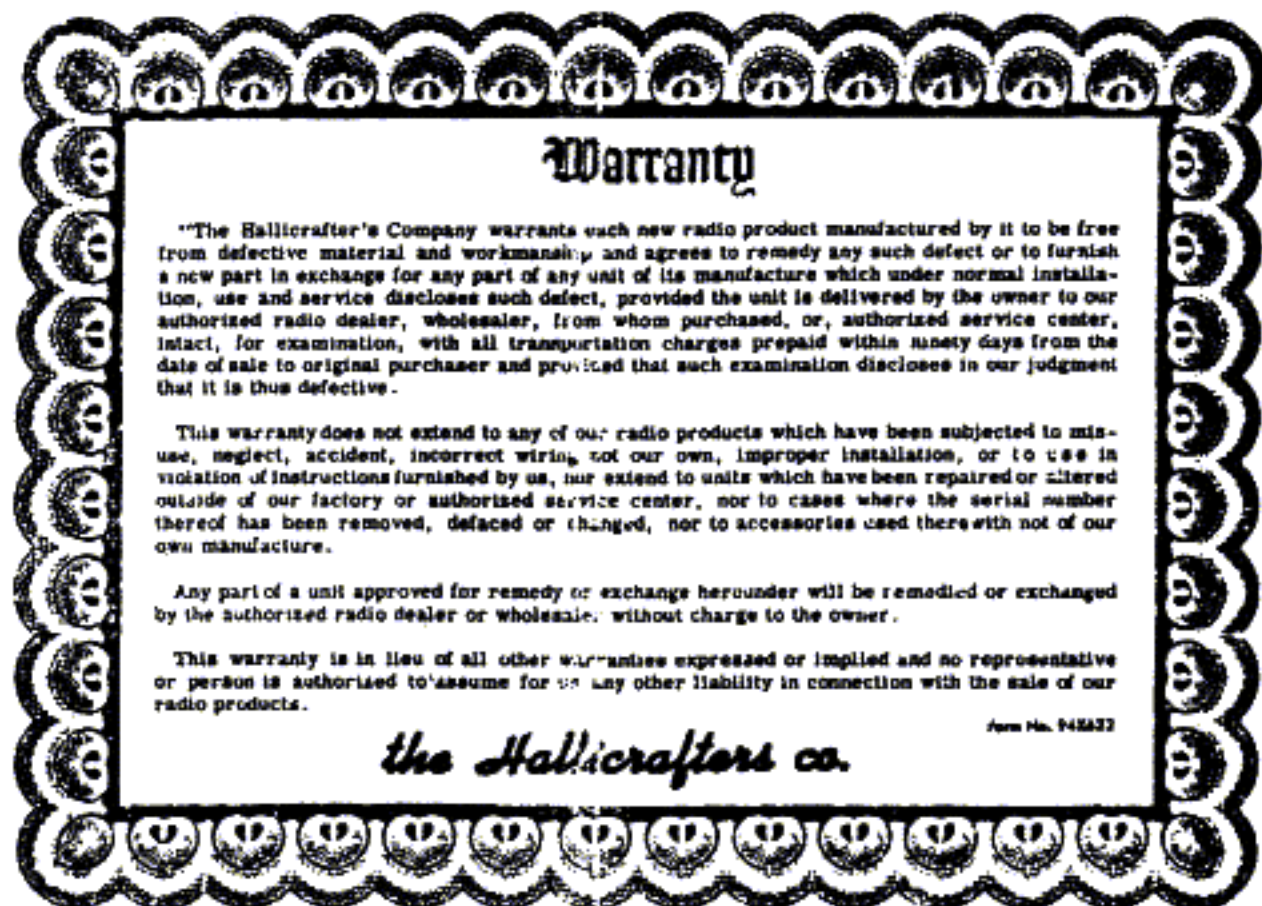 Warranty
"The Hallicrafter's Company warrants each new radio product manufactured by it to be free
from defective material and workmanship and agrees to remedy any such defect or to furnish
a new part in exchange for any part of any unit of its manufacture which under normal installa-
tion, use and service discloses such defect, provided the unit is delivered by the owner to our
authorized radio dealer, wholesaler, from whom purchased, or, authorized service center,
intact, for examination, with all transportation charges prepaid within ninety days from the
date of sale to original purchaser and provided that such examination discloses in our judgment
that it is thus defective.
This warranty does not extend to any of our radio products which have been subjected to mis-
use, neglect, accident, incorrect wiring not our own, improper installation, or to use in
violation of instructions furnished by us, nor extend to units which have been repaired or altered
outside of our factory or authorized service center, nor to cases where the serial number
thereof has been removed, defaced or changed, nor to accessories used therewith not of our
own manufacture.
Any part of a unit approved for remedy or exchange hereunder will be remedied or exchanged
by the authorized radio dealer or wholesaler without charge to the owner.
This warranty is in lieu of all other warranties expressed or implied and no representative
or person is authorized to assume for us any other liability in connection with the sale of our
radio products.
Form No.
the Hallicrafters co.